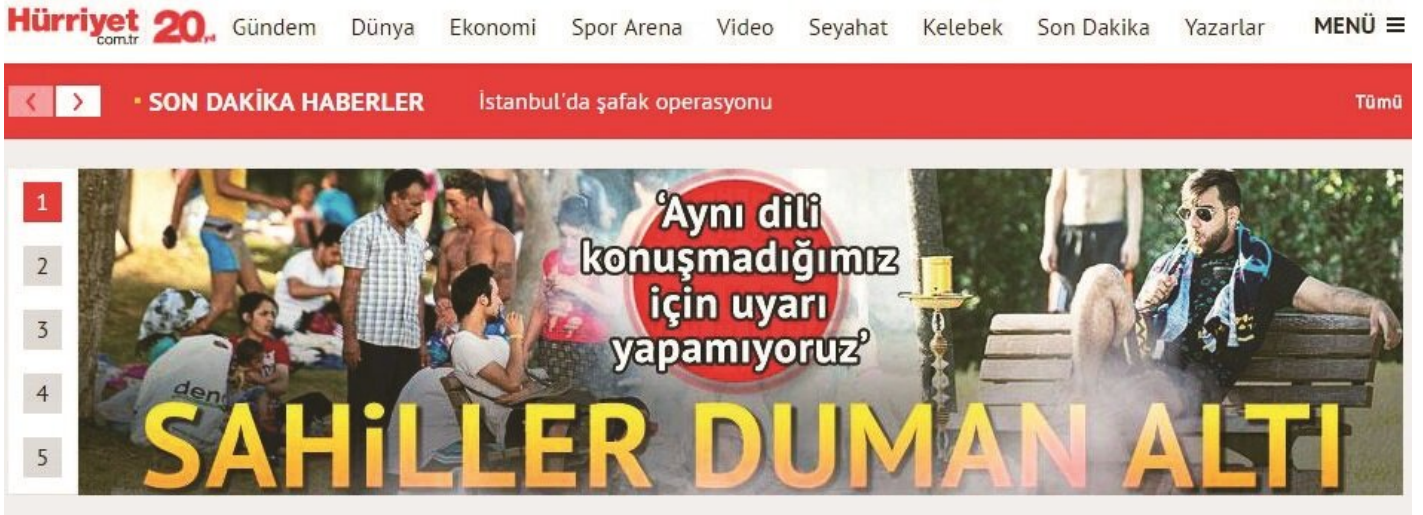 Hürriyet
com.tr
20.
Gündem Dünya Ekonomi Spor Arena Video Seyahat Kelebek Son Dakika Yazarlar MENÜ
SON DAKİKA HABERLER İstanbul'da şafak operasyonu Tümü
1
2
3
4
5
'Aynı dili
konuşmadığımız
için uyarı
yapamıyoruz'
SAHiLLER DUMAN ALTI